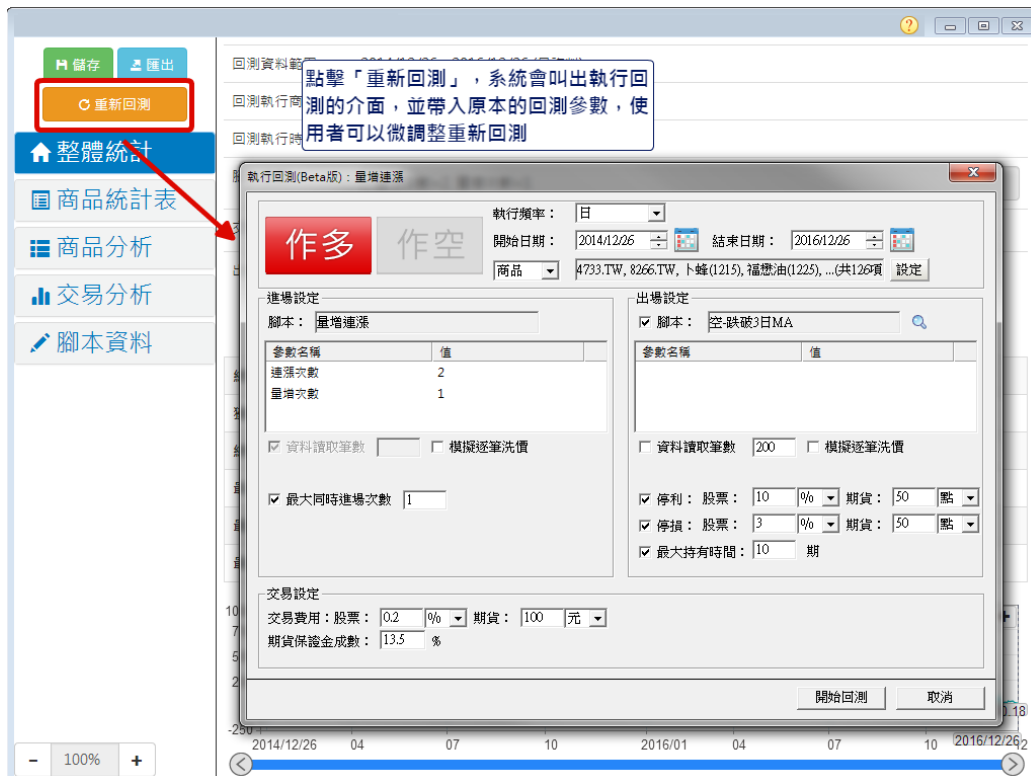 儲存 匯出
重新回測
整體統計
商品統計表
商品分析
交易分析
腳本資料
回測資料範圍
回測執行商
回測執行時
點擊「重新回測」，系統會叫出執行回
測的介面，並帶入原本的回測參數，使
用者可以微調整重新回測
執行回測(Beta版)：量增連漲
作多 作空
執行頻率： 日
開始日期： 2014/12/26 結束日期： 2016/12/26
商品 4733.TW, 8266.TW, 卜蜂(1215), 福懋油(1225), ...(共126項 設定
進場設定
腳本： 量增連漲
參數名稱 值
連漲次數 2
量增次數 1
資料讀取筆數 模擬逐筆洗價
最大同時進場次數 1
出場設定
腳本： 空-跌破3日MA
參數名稱 值
資料讀取筆數 200 模擬逐筆洗價
停利： 股票： 10 % 期貨： 50 點
停損： 股票： 3 % 期貨： 50 點
最大持有時間： 10 期
交易設定
交易費用：股票： 0.2 % 期貨： 100 元
期貨保證金成數： 13.5 %
開始回測 取消
-250
2014/12/26 04 07 10 2016/01 04 07 10 2016/12/26
- 100% +